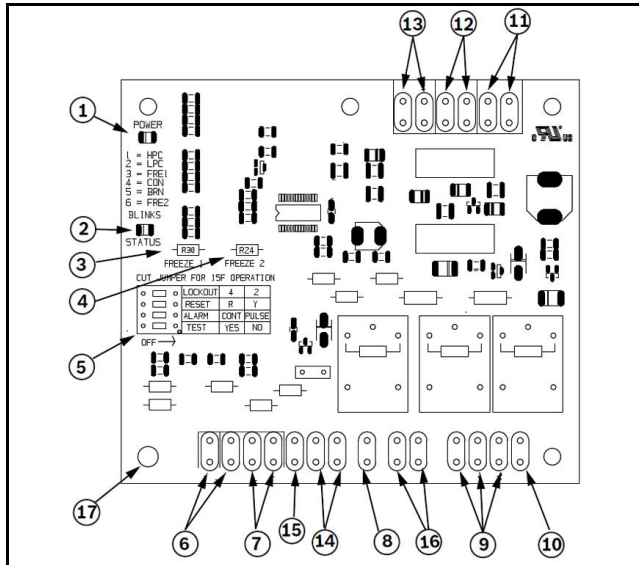 13
12
11
1
POWER
1 = HPC
2 = LPC
3 = FRE1
4 = CON
5 = BRN
6 = FRE2
BLINKS
2
STATUS
C US
3
R30
R24
FREEZE 1
FREEZE 2
4
CUT JUMPER FOR 15F OPERATION
LOCKOUT 4 2
RESET R Y
ALARM CONT PULSE
TEST YES NO
OFF
5
17
6
7
15
14
8
16
9
10